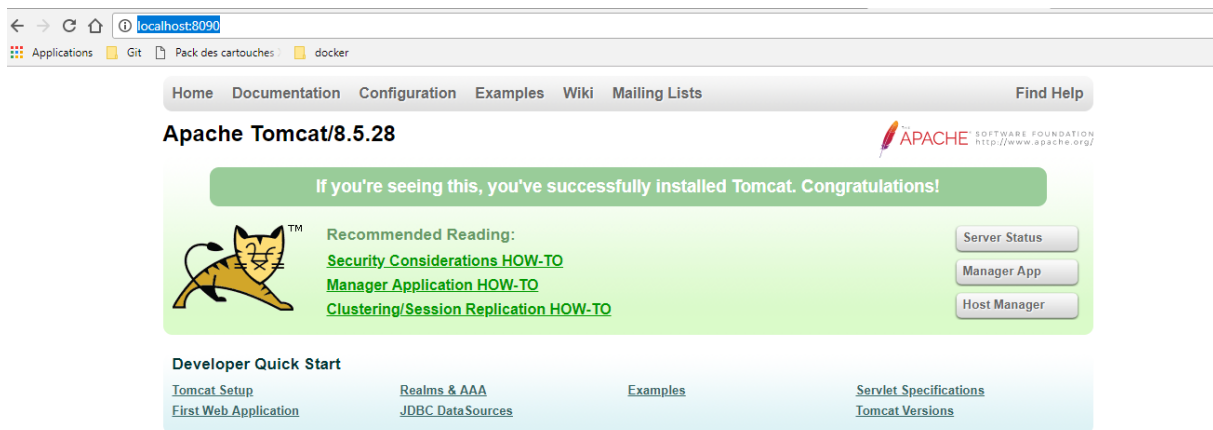 localhost:8090
Applications Git Pack des cartouches docker
Home Documentation Configuration Examples Wiki Mailing Lists Find Help
Apache Tomcat/8.5.28
THE
APACHE SOFTWARE FOUNDATION
http://www.apache.org/
If you're seeing this, you've successfully installed Tomcat. Congratulations!
TM
Recommended Reading:
Security Considerations HOW-TO
Manager Application HOW-TO
Clustering/Session Replication HOW-TO
Server Status
Manager App
Host Manager
Developer Quick Start
Tomcat Setup Realms & AAA Examples Servlet Specifications
First Web Application JDBC DataSources Tomcat Versions